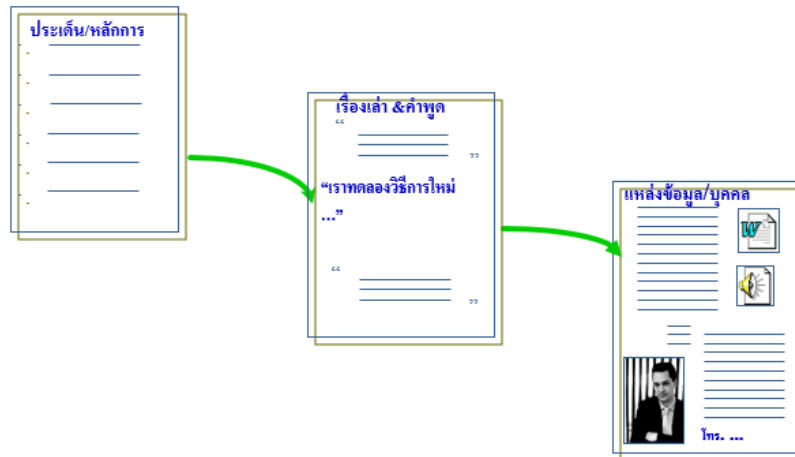 ประเด็น/หลักการ
เรื่องเล่า &คำพูด
“
”
“เราทดลองวิธีการใหม่
...”
“
”
แหล่งข้อมูล/บุคคล
W
โทร. ...